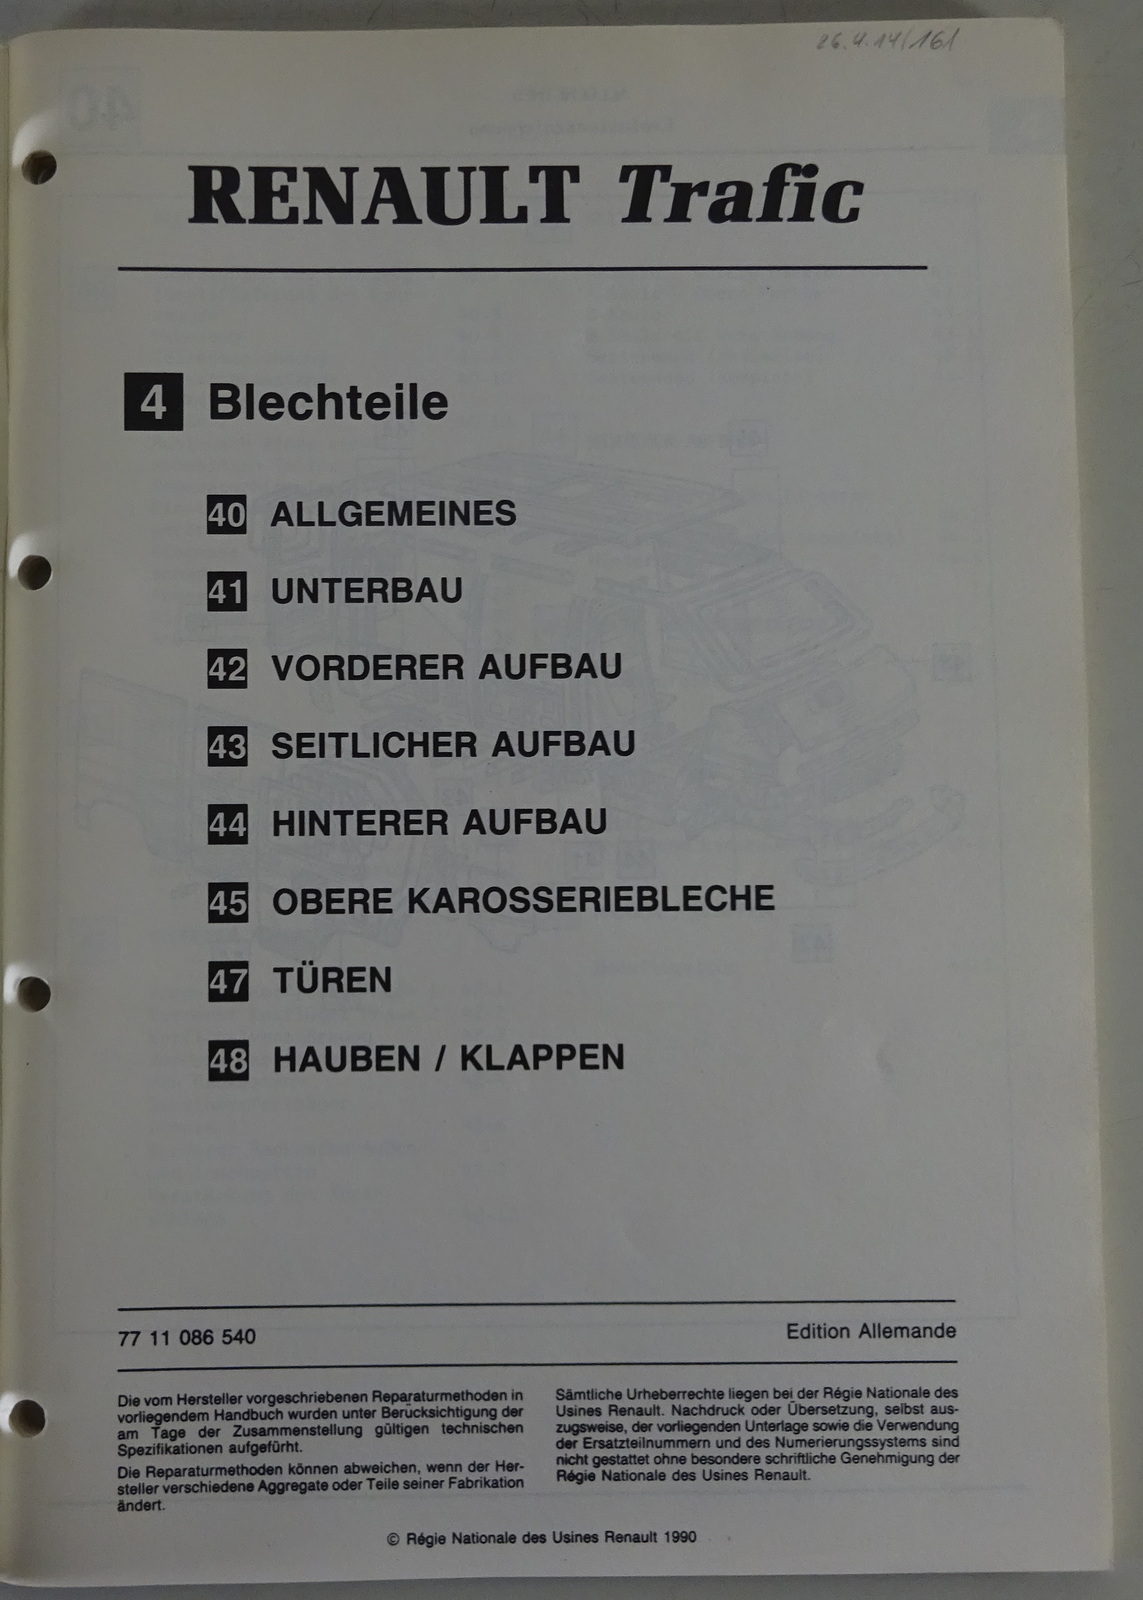 26.4.14/161
RENAULT Trafic
4 Blechteile
40 ALLGEMEINES
41 UNTERBAU
42 VORDERER AUFBAU
43 SEITLICHER AUFBAU
44 HINTERER AUFBAU
45 OBERE KAROSSERIEBLECHE
47 TÜREN
48 HAUBEN / KLAPPEN
77 11 086 540
Edition Allemande
Die vom Hersteller vorgeschriebenen Reparaturmethoden in
vorliegendem Handbuch wurden unter Berücksichtigung der
am Tage der Zusammenstellung gültigen technischen
Spezifikationen aufgefürht.
Die Reparaturmethoden können abweichen, wenn der Her-
steller verschiedene Aggregate oder Teile seiner Fabrikation
ändert.
Sämtliche Urheberrechte liegen bei der Régie Nationale des
Usines Renault. Nachdruck oder Übersetzung, selbst aus-
zugsweise, der vorliegenden Unterlage sowie die Verwendung
der Ersatzteilnummern und des Numerierungssystems sind
nicht gestattet ohne besondere schriftliche Genehmigung der
Régie Nationale des Usines Renault.
© Régie Nationale des Usines Renault 1990